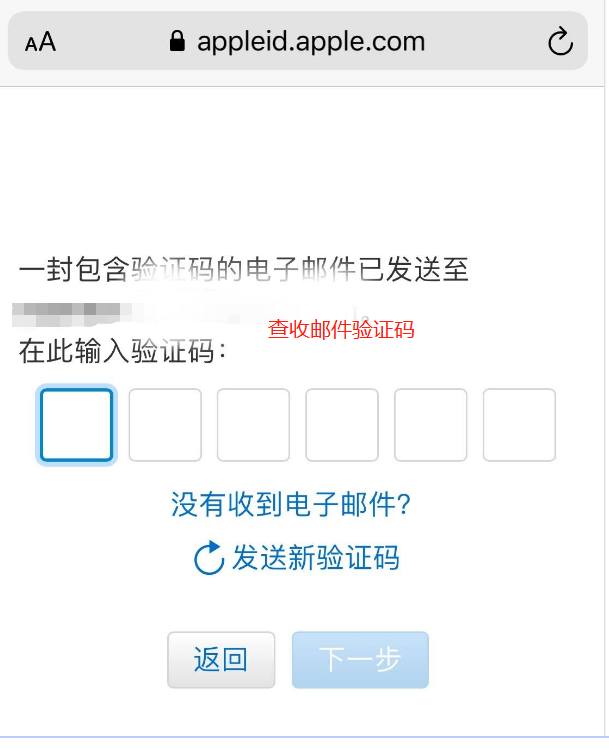 AA appleid.apple.com
一封包含验证码的电子邮件已发送至
查收邮件验证码
在此输入验证码：
没有收到电子邮件？
发送新验证码
返回 下一步